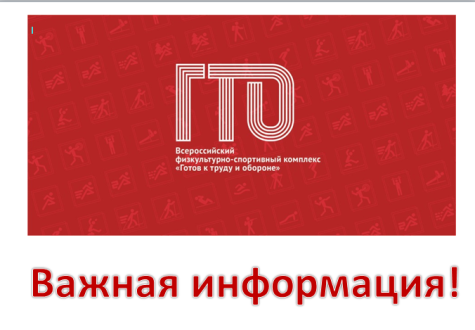 ГТО
Всероссийский
физкультурно-спортивный комплекс
«Готов к труду и обороне»
Важная информация!